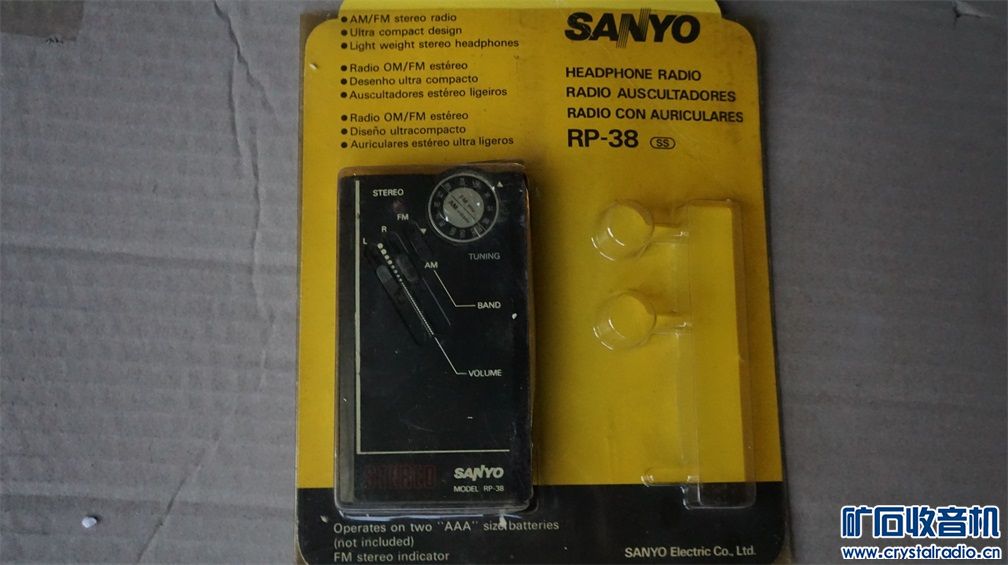 ● AM/FM stereo radio
● Ultra compact design
● Light weight stereo headphones
● Radio OM/FM estéreo
● Desenho ultra compacto
● Auscultadores estéreo ligeiros
● Radio OM/FM estéreo
● Diseño ultracompacto
● Auriculares estéreo ultra ligeros
SANYO
HEADPHONE RADIO
RADIO AUSCULTADORES
RADIO CON AURICULARES
RP-38 SS
STEREO
FM
R
L
AM
FM
AM
TUNING
BAND
VOLUME
STEREO
SANYO
MODEL RP-38
Operates on two "AAA" size batteries
(not included)
FM stereo indicator
SANYO Electric Co., Ltd.
矿石收音机
www.crystalradio.cn